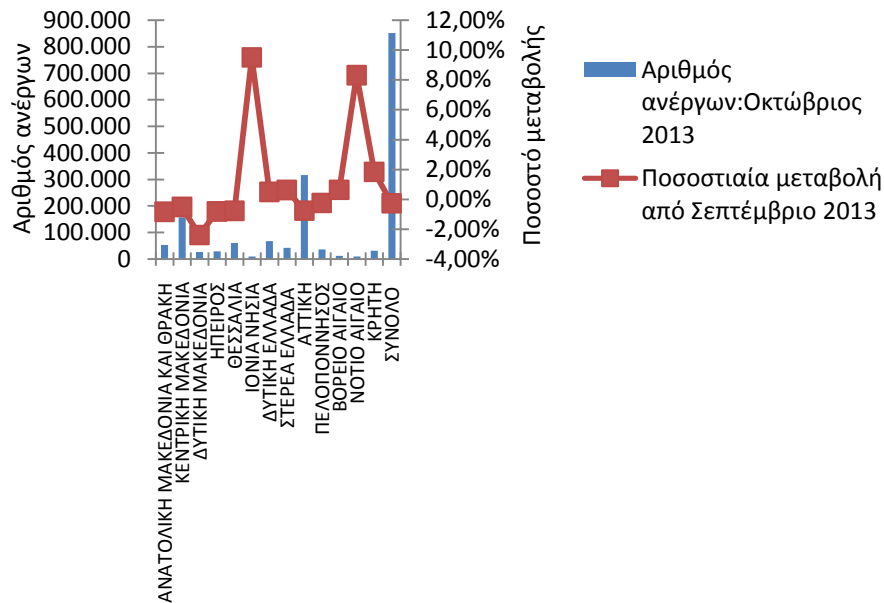 900.000
800.000
700.000
600.000
500.000
400.000
300.000
200.000
100.000
0
Αριθμός ανέργων
12,00%
10,00%
8,00%
6,00%
4,00%
2,00%
0,00%
-2,00%
-4,00%
Ποσοστό μεταβολής
ΑΝΑΤΟΛΙΚΗ ΜΑΚΕΔΟΝΙΑ ΚΑΙ ΘΡΑΚΗ
ΚΕΝΤΡΙΚΗ ΜΑΚΕΔΟΝΙΑ
ΔΥΤΙΚΗ ΜΑΚΕΔΟΝΙΑ
ΗΠΕΙΡΟΣ
ΘΕΣΣΑΛΙΑ
ΙΟΝΙΑ ΝΗΣΙΑ
ΔΥΤΙΚΗ ΕΛΛΑΔΑ
ΣΤΕΡΕΑ ΕΛΛΑΔΑ
ΑΤΤΙΚΗ
ΠΕΛΟΠΟΝΝΗΣΟΣ
ΒΟΡΕΙΟ ΑΙΓΑΙΟ
ΝΟΤΙΟ ΑΙΓΑΙΟ
ΚΡΗΤΗ
ΣΥΝΟΛΟ
Αριθμός
ανέργων:Οκτώβριος
2013
Ποσοστιαία μεταβολή
από Σεπτέμβριο 2013